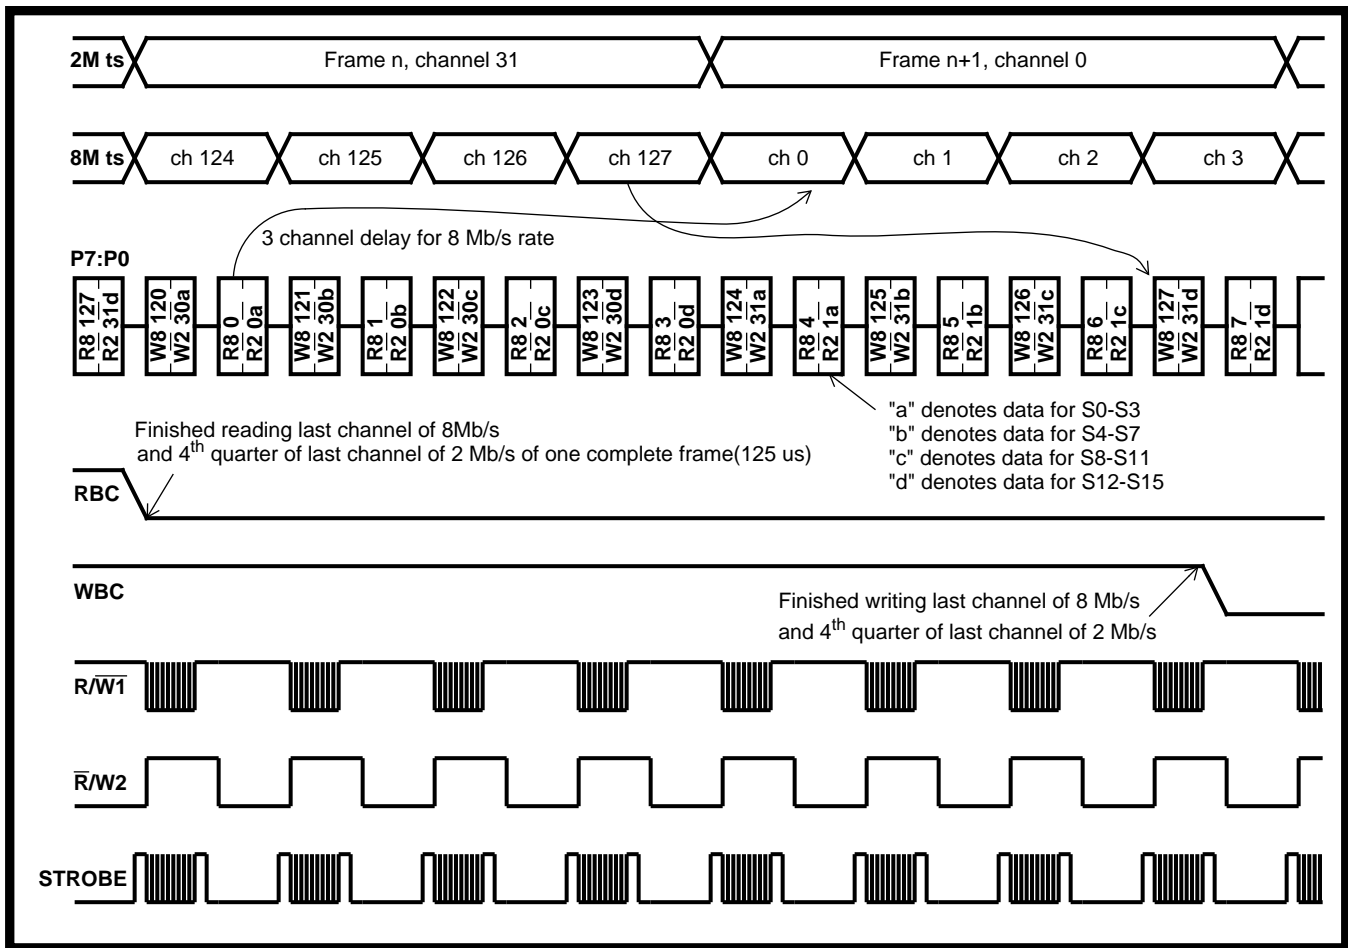 2M ts
Frame n, channel 31
Frame n+1, channel 0
8M ts
ch 124
ch 125
ch 126
ch 127
ch 0
ch 1
ch 2
ch 3
3 channel delay for 8 Mb/s rate
P7:P0
R8 127
R2 31d
W8 120
W2 30a
R8 0
R2 0a
W8 121
W2 30b
R8 1
R2 0b
W8 122
W2 30c
R8 2
R2 0c
W8 123
W2 30d
R8 3
R2 0d
W8 124
W2 31a
R8 4
R2 1a
W8 125
W2 31b
R8 5
R2 1b
W8 126
W2 31c
R8 6
R2 1c
W8 127
W2 31d
R8 7
R2 1d
"a" denotes data for S0-S3
"b" denotes data for S4-S7
"c" denotes data for S8-S11
"d" denotes data for S12-S15
Finished reading last channel of 8Mb/s
and 4th quarter of last channel of 2 Mb/s of one complete frame(125 us)
RBC
WBC
Finished writing last channel of 8 Mb/s
and 4th quarter of last channel of 2 Mb/s
R/W̅1̅
R̅/W2
STROBE